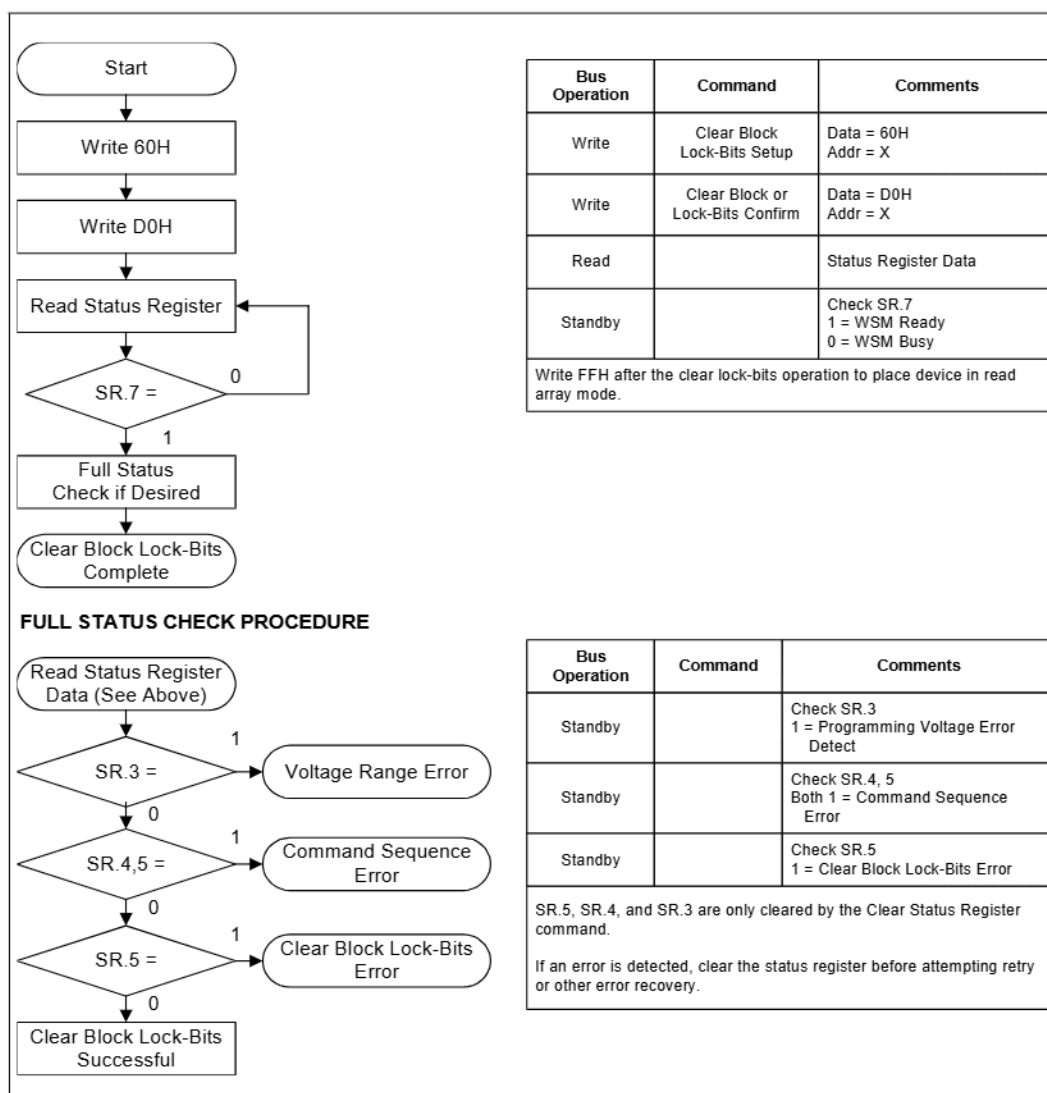 Start
Write 60H
Write D0H
Read Status Register
SR.7 =
0
1
Full Status
Check if Desired
Clear Block Lock-Bits
Complete
Bus
Operation
Command
Comments
Write
Clear Block
Lock-Bits Setup
Data = 60H
Addr = X
Write
Clear Block or
Lock-Bits Confirm
Data = D0H
Addr = X
Read
Status Register Data
Standby
Check SR.7
1 = WSM Ready
0 = WSM Busy
Write FFH after the clear lock-bits operation to place device in read
array mode.
FULL STATUS CHECK PROCEDURE
Read Status Register
Data (See Above)
SR.3 =
1
Voltage Range Error
0
SR.4,5 =
1
Command Sequence
Error
0
SR.5 =
1
Clear Block Lock-Bits
Error
0
Clear Block Lock-Bits
Successful
Bus
Operation
Command
Comments
Standby
Check SR.3
1 = Programming Voltage Error
Detect
Standby
Check SR.4, 5
Both 1 = Command Sequence
Error
Standby
Check SR.5
1 = Clear Block Lock-Bits Error
SR.5, SR.4, and SR.3 are only cleared by the Clear Status Register
command.
If an error is detected, clear the status register before attempting retry
or other error recovery.